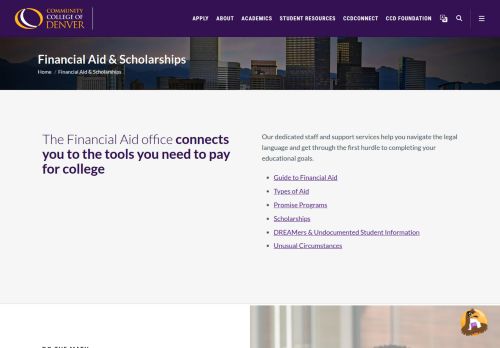 COMMUNITY
COLLEGE OF
DENVER
APPLY ABOUT ACADEMICS STUDENT RESOURCES CCDCONNECT CCD FOUNDATION
Financial Aid & Scholarships
Home / Financial Aid & Scholarships
The Financial Aid office connects
you to the tools you need to pay
for college
Our dedicated staff and support services help you navigate the legal
language and get through the first hurdle to completing your
educational goals.
Guide to Financial Aid
Types of Aid
Promise Programs
Scholarships
DREAMers & Undocumented Student Information
Unusual Circumstances